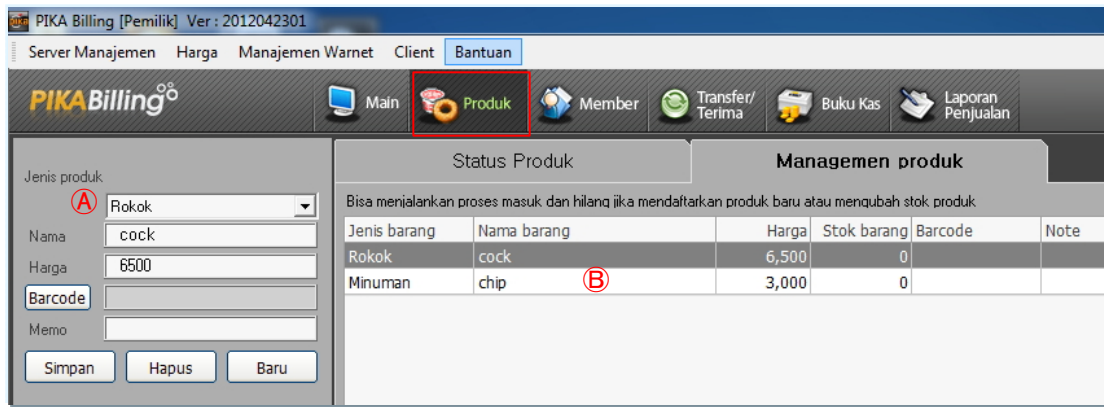 PIKA Billing [Pemilik] Ver : 2012042301
Server Manajemen Harga Manajemen Warnet Client Bantuan
PIKABilling Main Produk Member Transfer/ Terima Buku Kas Laporan Penjualan
Status Produk Managemen produk
Jenis produk
Bisa menjalankan proses masuk dan hilang jika mendaftarkan produk baru atau mengubah stok produk
A Rokok
Nama cock
Harga 6500
Barcode
Memo
Simpan Hapus Baru
Jenis barang Nama barang Harga Stok barang Barcode Note
Rokok cock 6,500 0
Minuman chip B 3,000 0